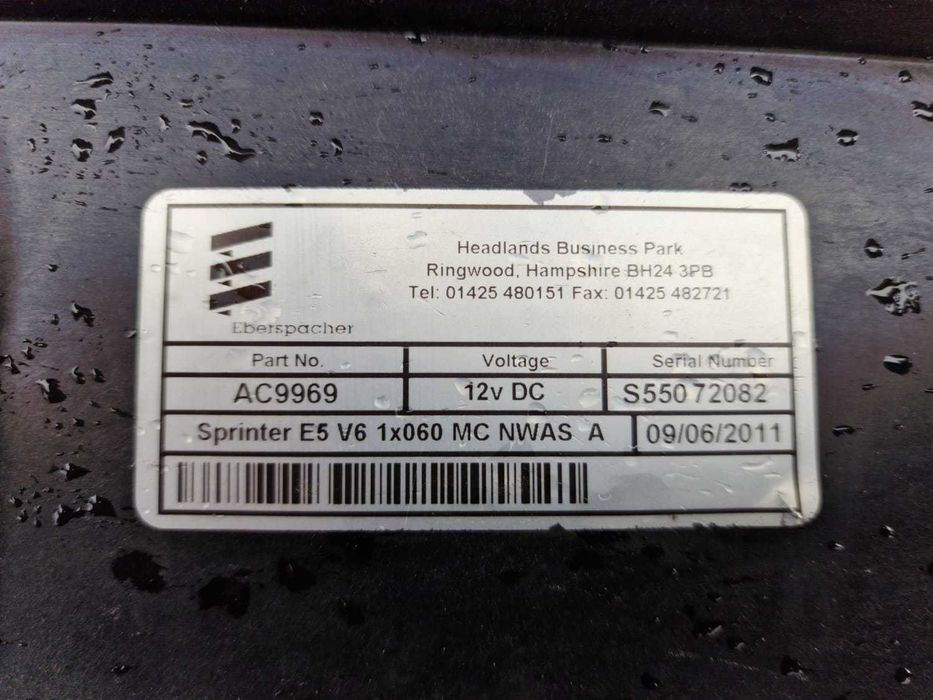 Eberspacher
Headlands Business Park
Ringwood, Hampshire BH24 3PB
Tel: 01425 480151 Fax: 01425 482721
Part No. Voltage Serial Number
AC9969 12v DC S55072082
Sprinter E5 V6 1x060 MC NWAS A 09/06/2011